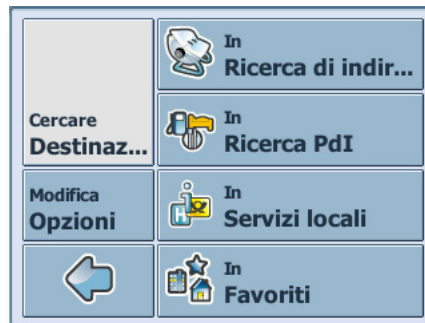 Cercare
Destinaz...
Modifica
Opzioni
In
Ricerca di indir...
In
Ricerca PdI
In
Servizi locali
In
Favoriti